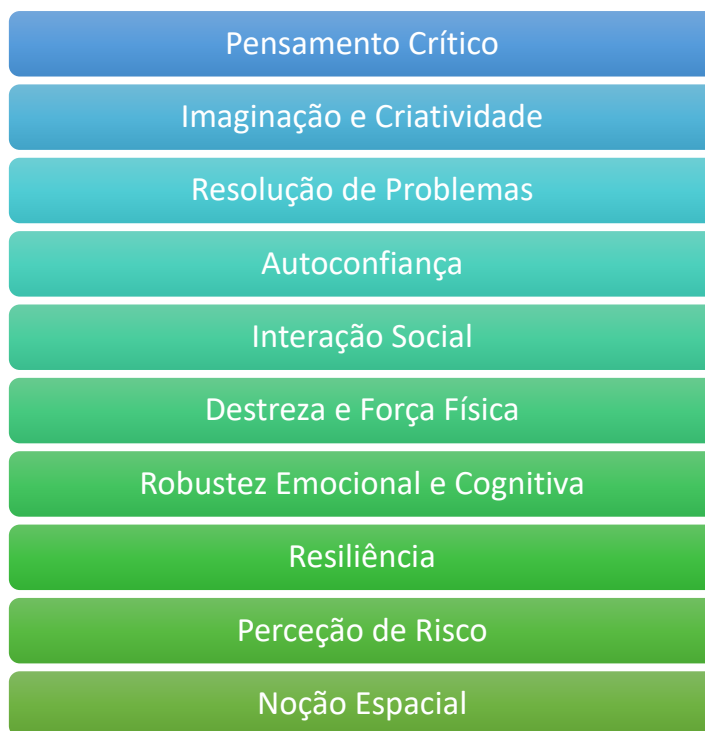 Pensamento Crítico
Imaginação e Criatividade
Resolução de Problemas
Autoconfiança
Interação Social
Destreza e Força Física
Robustez Emocional e Cognitiva
Resiliência
Perceção de Risco
Noção Espacial